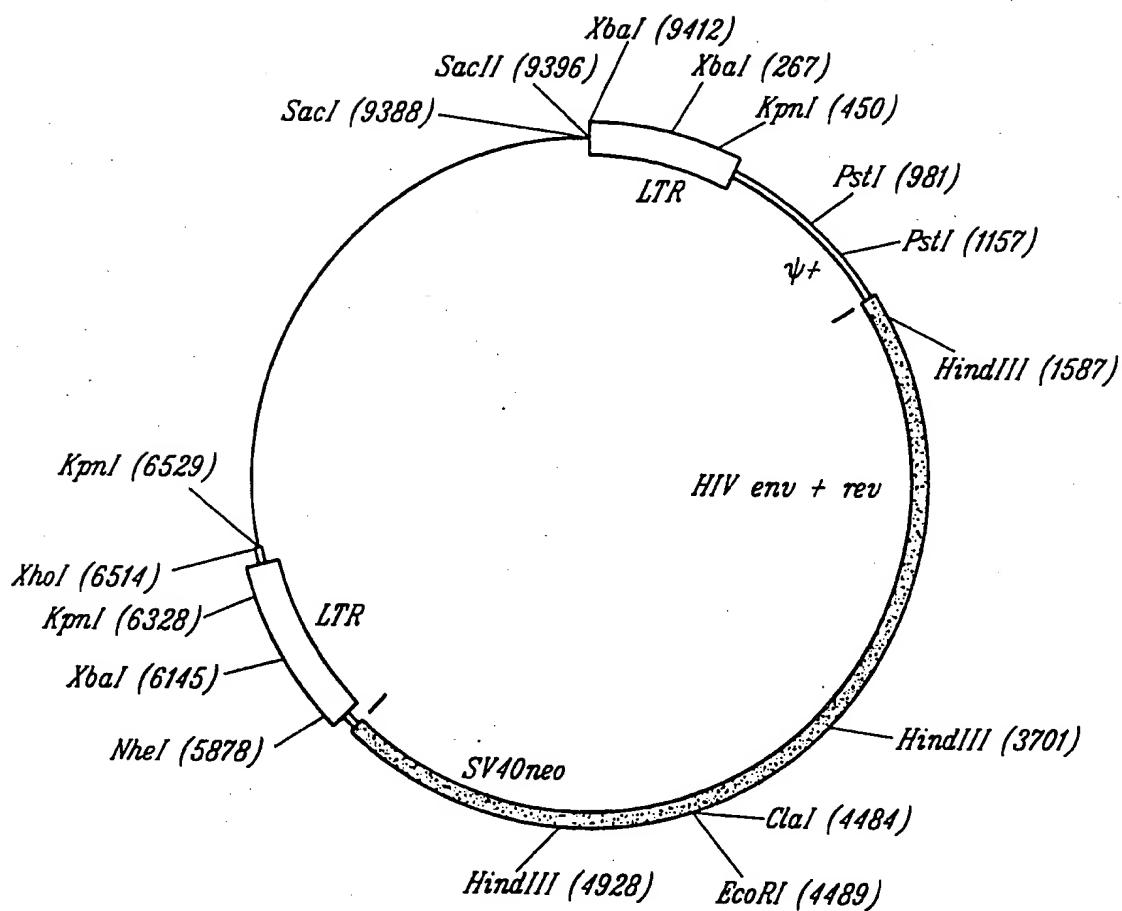 XbaI (9412)
SacII (9396)
XbaI (267)
SacI (9388)
KpnI (450)
LTR
PstI (981)
PstI (1157)
ψ+
HindIII (1587)
KpnI (6529)
HIV env + rev
XhoI (6514)
KpnI (6328)
LTR
XbaI (6145)
NheI (5878)
HindIII (3701)
SV40neo
ClaI (4484)
HindIII (4928)
EcoRI (4489)